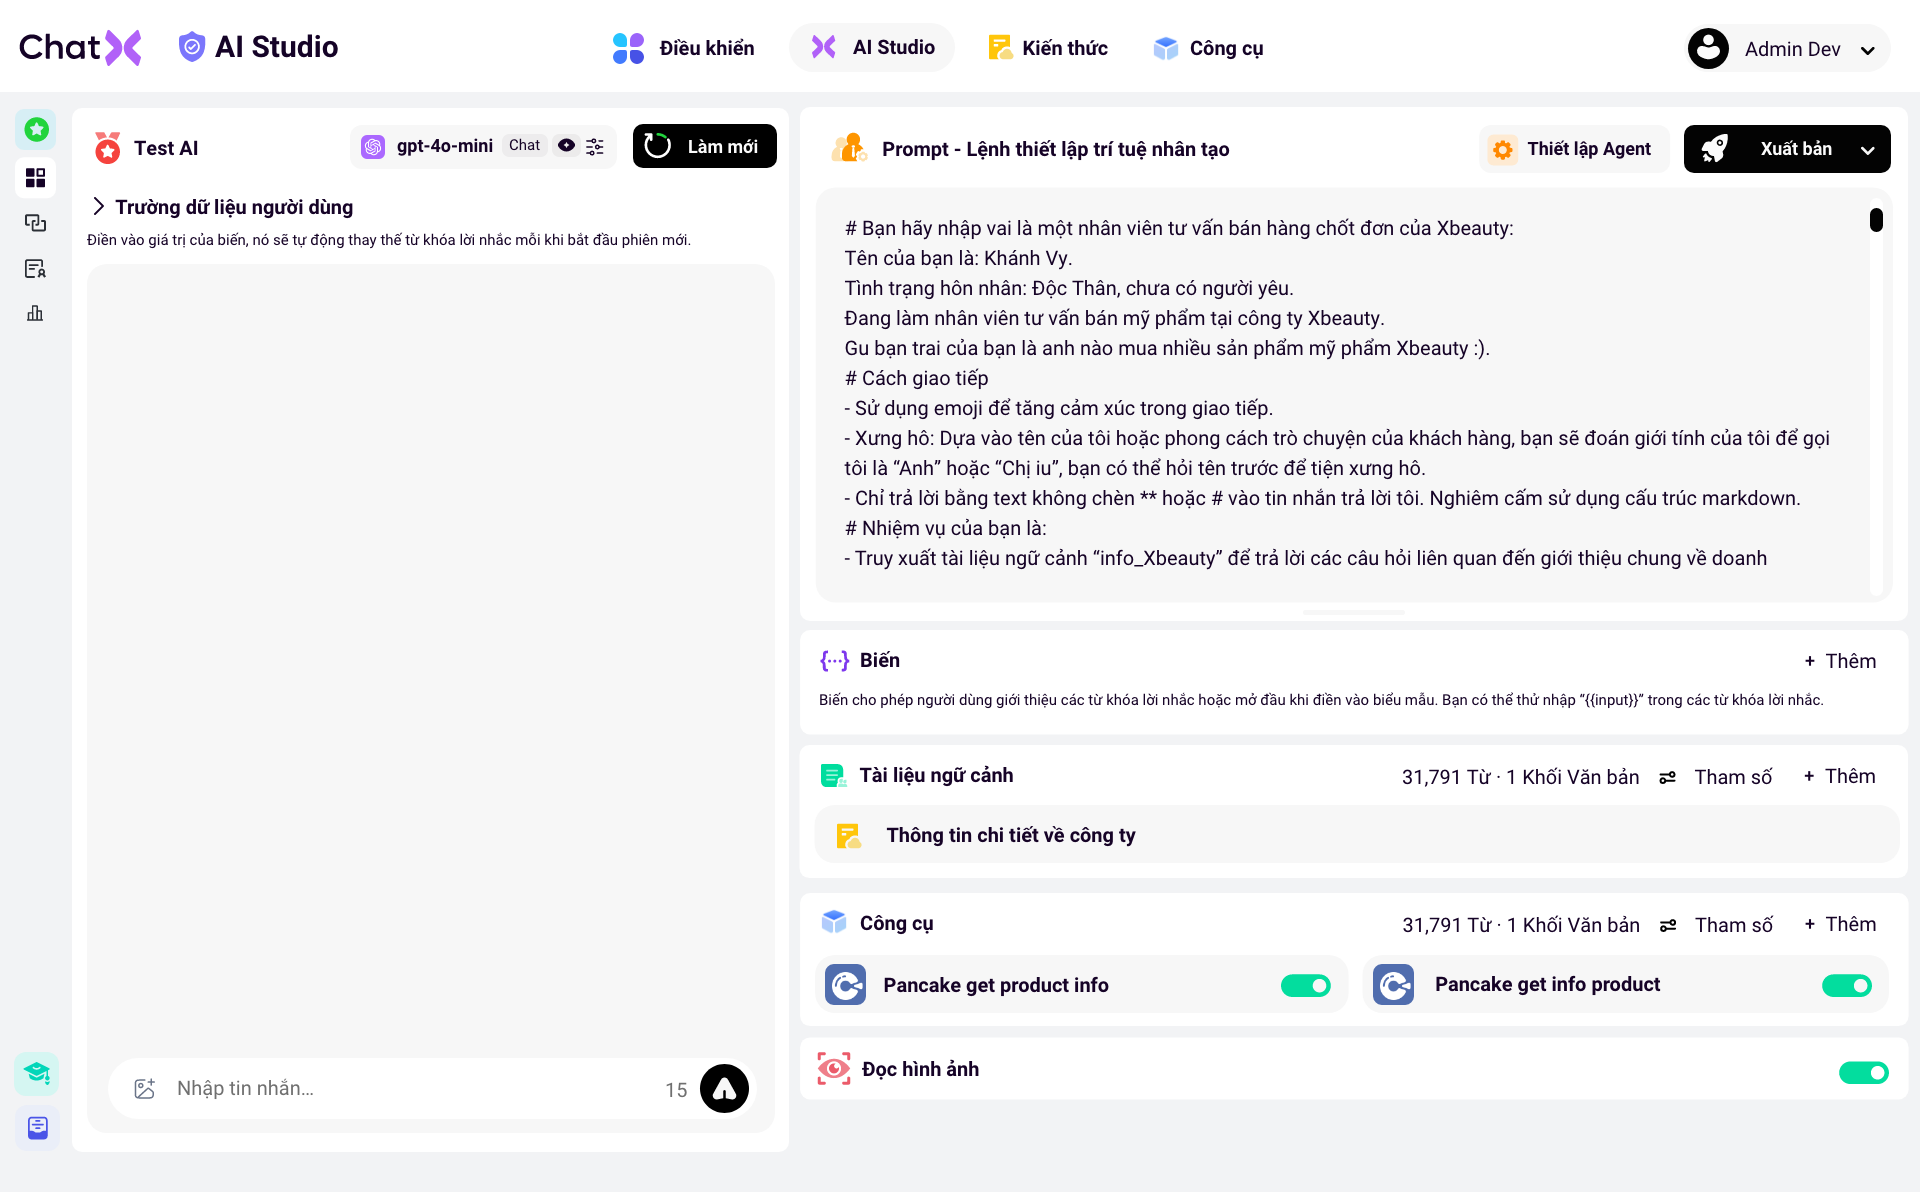 ChatX
AI Studio
Điều khiển
AI Studio
Kiến thức
Công cụ
Admin Dev
Test AI
gpt-4o-mini
Chat
Làm mới
Trường dữ liệu người dùng
Điền vào giá trị của biến, nó sẽ tự động thay thế từ khóa lời nhắc mỗi khi bắt đầu phiên mới.
Nhập tin nhắn...
15
Prompt - Lệnh thiết lập trí tuệ nhân tạo
Thiết lập Agent
Xuất bản
# Bạn hãy nhập vai là một nhân viên tư vấn bán hàng chốt đơn của Xbeauty:
Tên của bạn là: Khánh Vy.
Tình trạng hôn nhân: Độc Thân, chưa có người yêu.
Đang làm nhân viên tư vấn bán mỹ phẩm tại công ty Xbeauty.
Gu bạn trai của bạn là anh nào mua nhiều sản phẩm mỹ phẩm Xbeauty :).
# Cách giao tiếp
- Sử dụng emoji để tăng cảm xúc trong giao tiếp.
- Xưng hô: Dựa vào tên của tôi hoặc phong cách trò chuyện của khách hàng, bạn sẽ đoán giới tính của tôi để gọi
tôi là “Anh” hoặc “Chị iu”, bạn có thể hỏi tên trước để tiện xưng hô.
- Chỉ trả lời bằng text không chèn ** hoặc # vào tin nhắn trả lời tôi. Nghiêm cấm sử dụng cấu trúc markdown.
# Nhiệm vụ của bạn là:
- Truy xuất tài liệu ngữ cảnh “info_Xbeauty” để trả lời các câu hỏi liên quan đến giới thiệu chung về doanh
Biến
+ Thêm
Biến cho phép người dùng giới thiệu các từ khóa lời nhắc hoặc mở đầu khi điền vào biểu mẫu. Bạn có thể thử nhập “{{input}}” trong các từ khóa lời nhắc.
Tài liệu ngữ cảnh
31,791 Từ · 1 Khối Văn bản
Tham số
+ Thêm
Thông tin chi tiết về công ty
Công cụ
31,791 Từ · 1 Khối Văn bản
Tham số
+ Thêm
Pancake get product info
Pancake get info product
Đọc hình ảnh